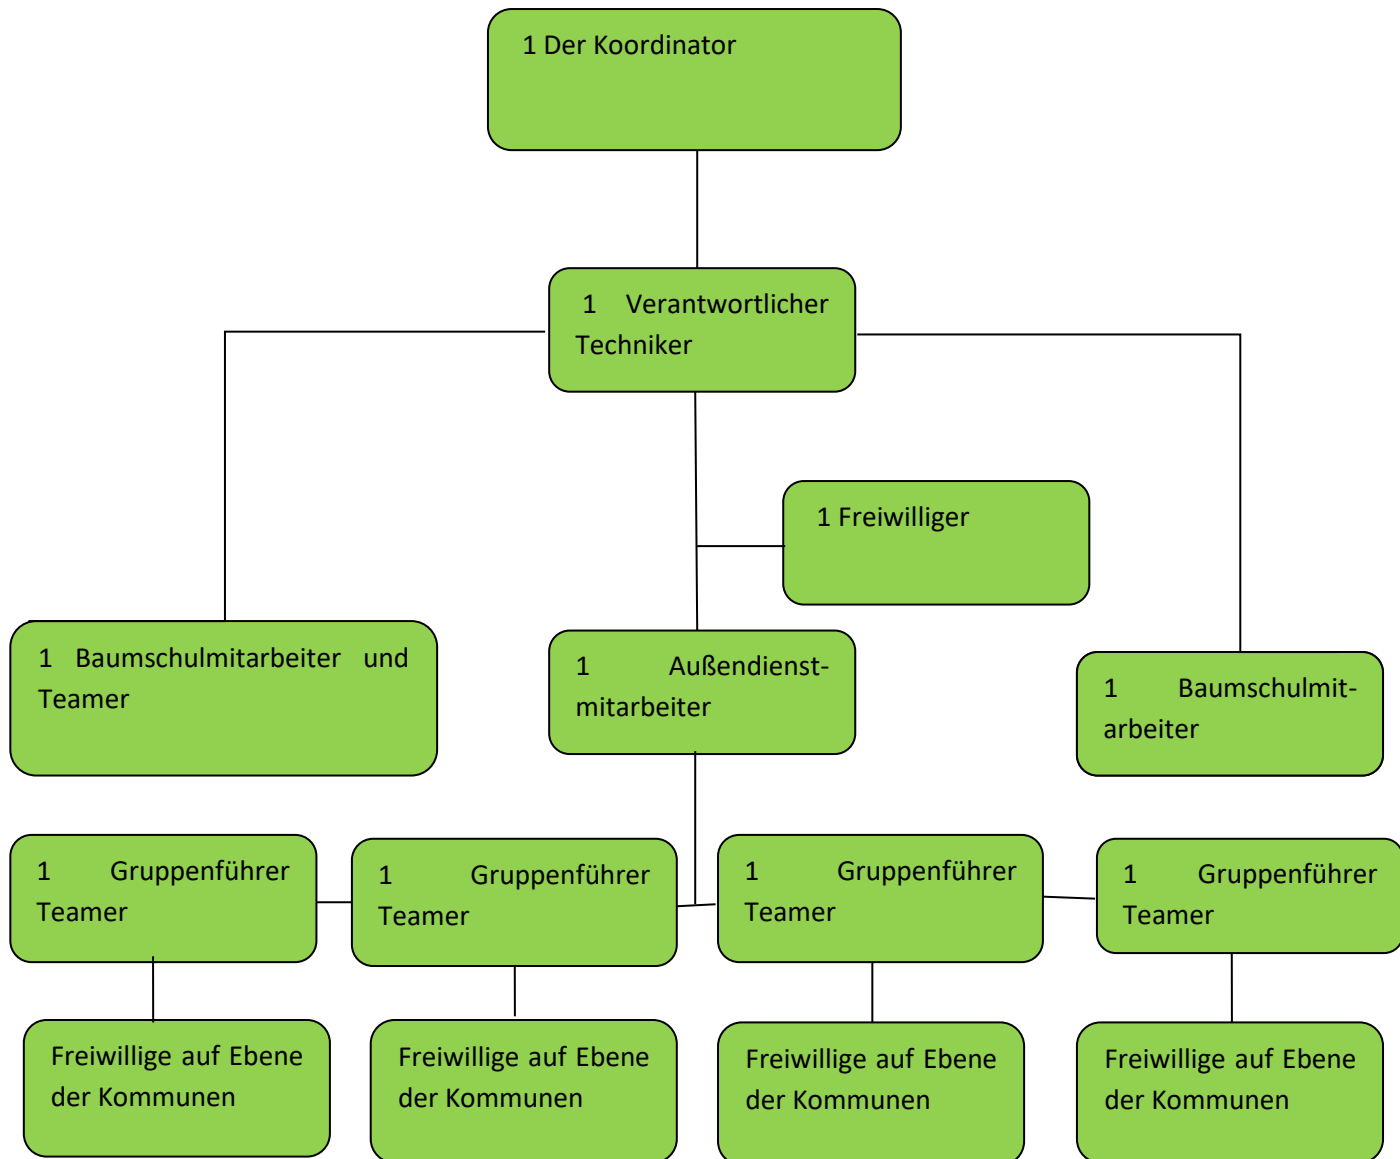 1 Der Koordinator
1 Verantwortlicher
Techniker
1 Freiwilliger
1 Baumschulmitarbeiter und
Teamer
1 Außendienst-
mitarbeiter
1 Baumschulmit-
arbeiter
1 Gruppenführer
Teamer
1 Gruppenführer
Teamer
1 Gruppenführer
Teamer
1 Gruppenführer
Teamer
Freiwillige auf Ebene
der Kommunen
Freiwillige auf Ebene
der Kommunen
Freiwillige auf Ebene
der Kommunen
Freiwillige auf Ebene
der Kommunen